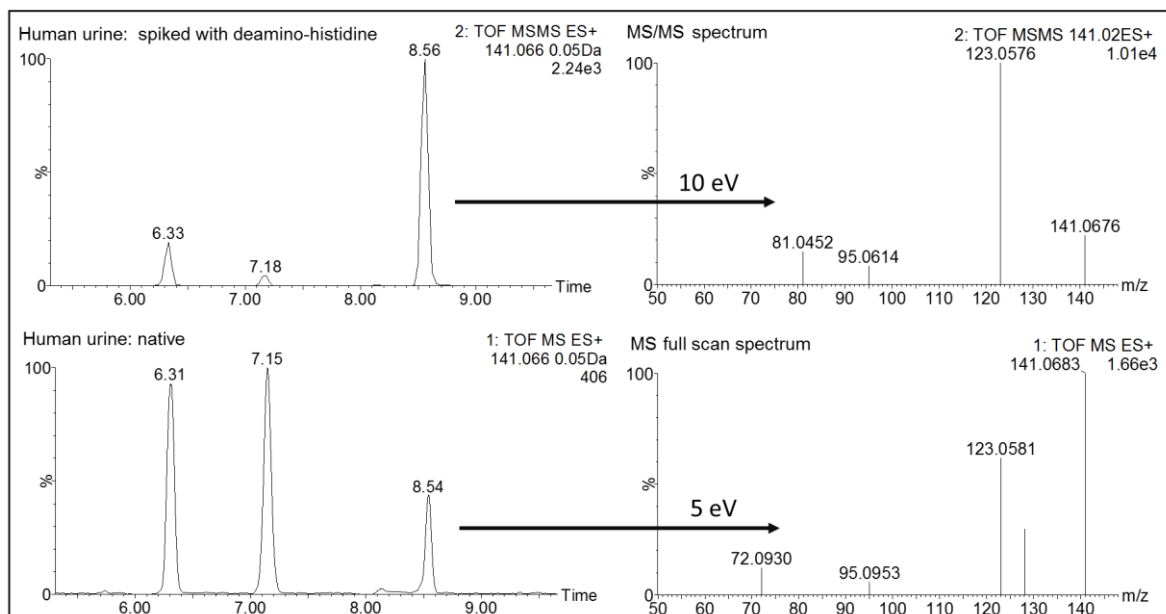 Human urine: spiked with deamino-histidine
2: TOF MSMS ES+
141.066 0.05Da
2.24e3
100
%
0
8.56
6.33
7.18
6.00
7.00
8.00
9.00
Time
10 eV
MS/MS spectrum
2: TOF MSMS 141.02ES+
1.01e4
123.0576
100
%
0
81.0452
95.0614
141.0676
50 60 70 80 90 100 110 120 130 140
m/z
Human urine: native
1: TOF MS ES+
141.066 0.05Da
406
100
%
0
6.31
7.15
8.54
6.00
7.00
8.00
9.00
Time
5 eV
MS full scan spectrum
1: TOF MS ES+
141.0683
1.66e3
100
%
0
123.0581
72.0930
95.0953
50 60 70 80 90 100 110 120 130 140
m/z